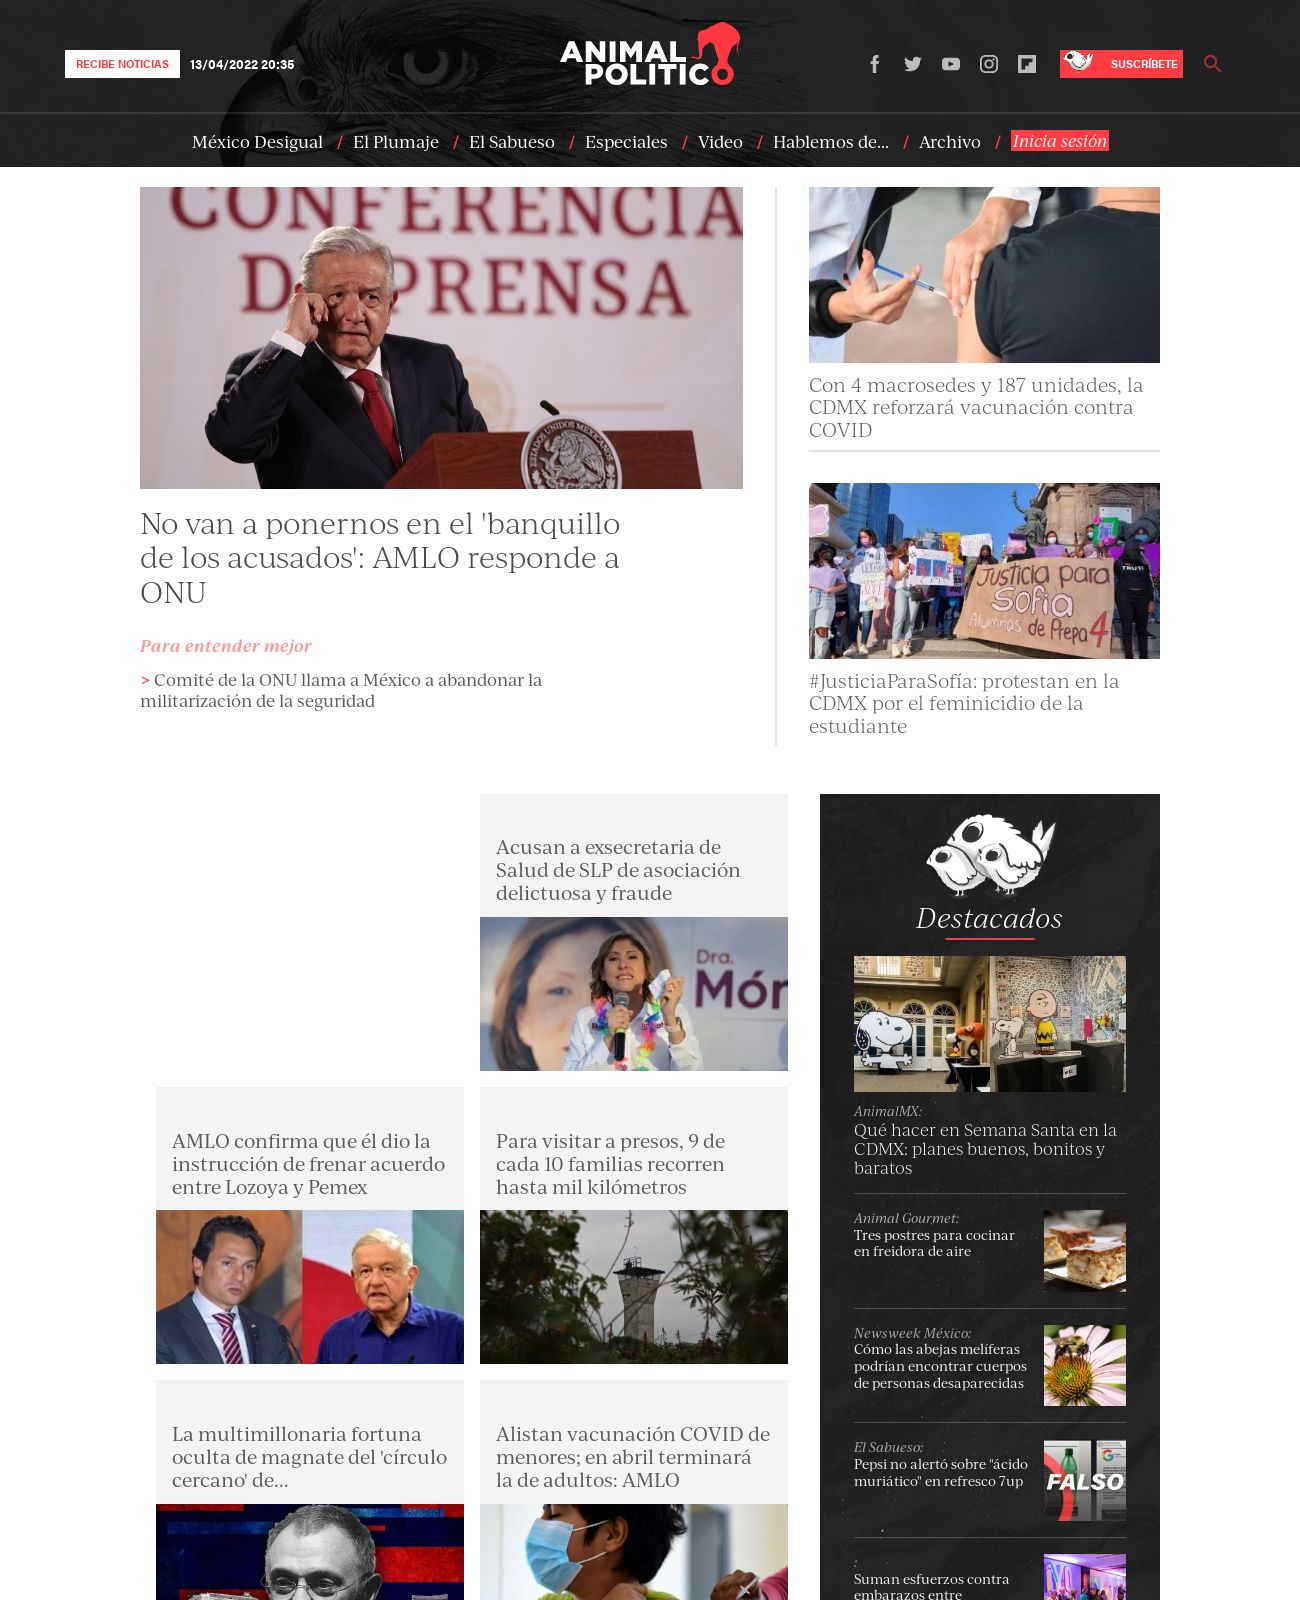 RECIBE NOTICIAS
13/04/2022 20:35
ANIMAL
POLITICO
SUSCRÍBETE
México Desigual / El Plumaje / El Sabueso / Especiales / Video / Hablemos de... / Archivo / Inicia sesión
CONFERENCIA
DE PRENSA
ESTADOS UNIDOS MEXICANOS
No van a ponernos en el 'banquillo
de los acusados': AMLO responde a
ONU
Para entender mejor
> Comité de la ONU llama a México a abandonar la
militarización de la seguridad
Con 4 macrosedes y 187 unidades, la
CDMX reforzará vacunación contra
COVID
Justicia para
Sofia
Alumnas de Prepa 4
#JusticiaParaSofía: protestan en la
CDMX por el feminicidio de la
estudiante
Acusan a exsecretaria de
Salud de SLP de asociación
delictuosa y fraude
Dra.
Món
AMLO confirma que él dio la
instrucción de frenar acuerdo
entre Lozoya y Pemex
Para visitar a presos, 9 de
cada 10 familias recorren
hasta mil kilómetros
La multimillonaria fortuna
oculta de magnate del 'círculo
cercano' de...
Alistan vacunación COVID de
menores; en abril terminará
la de adultos: AMLO
Destacados
AnimalMX:
Qué hacer en Semana Santa en la
CDMX: planes buenos, bonitos y
baratos
Animal Gourmet:
Tres postres para cocinar
en freidora de aire
Newsweek México:
Cómo las abejas melíferas
podrían encontrar cuerpos
de personas desaparecidas
El Sabueso:
Pepsi no alertó sobre "ácido
muriático" en refresco 7up
FALSO
:
Suman esfuerzos contra
embarazos entre